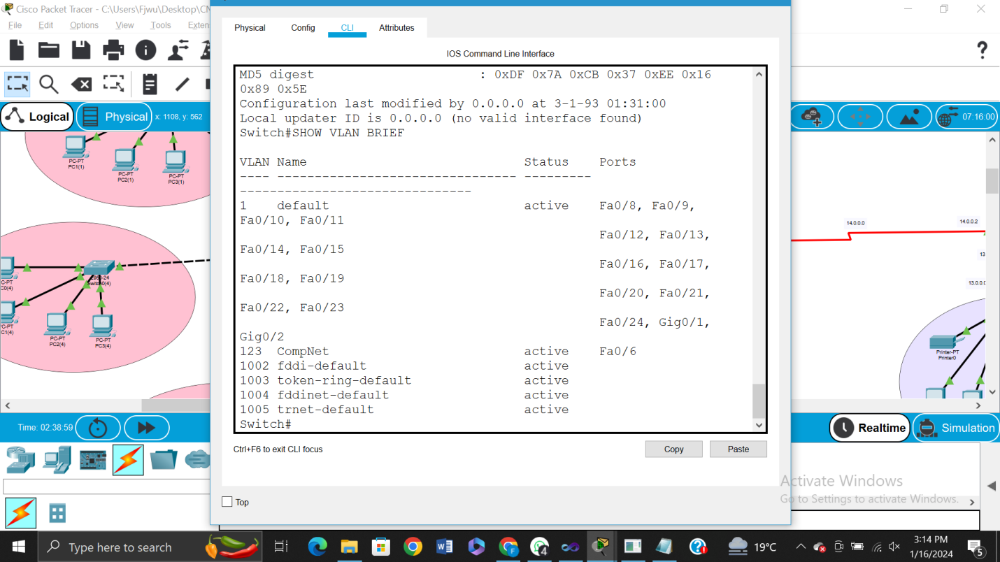 Cisco Packet Tracer - C:\Users\Fjwu\Desktop\CN
File Edit Options View Tools Exten
Physical Config CLI Attributes
IOS Command Line Interface
MD5 digest : 0xDF 0x7A 0xCB 0x37 0xEE 0x16
0x89 0x5E
Configuration last modified by 0.0.0.0 at 3-1-93 01:31:00
Local updater ID is 0.0.0.0 (no valid interface found)
Switch#SHOW VLAN BRIEF
VLAN Name Status Ports
---- -------------------------------- ---------
-------------------------------
1 default active Fa0/8, Fa0/9,
Fa0/10, Fa0/11
Fa0/12, Fa0/13,
Fa0/14, Fa0/15
Fa0/16, Fa0/17,
Fa0/18, Fa0/19
Fa0/20, Fa0/21,
Fa0/22, Fa0/23
Fa0/24, Gig0/1,
Gig0/2
123 CompNet active Fa0/6
1002 fddi-default active
1003 token-ring-default active
1004 fddinet-default active
1005 trnet-default active
Switch#
Ctrl+F6 to exit CLI focus
Copy Paste
Top
Logical Physical x: 1108, y: 562
07:16:00
PC-PT
PC1(1)
PC-PT
PC2(1)
PC-PT
PC3(1)
C-PT
C0(4)
C-PT
C1(4)
PC-PT
PC2(4)
PC-PT
PC3(4)
2950-24
Switch0(4)
14.0.0.0
14.0.0.2
13
13.0.0.0
Printer-PT
Printer0
Time: 02:38:59
Realtime Simulation
Activate Windows
Go to Settings to activate Windows.
Type here to search
19°C
3:14 PM
1/16/2024
4
5